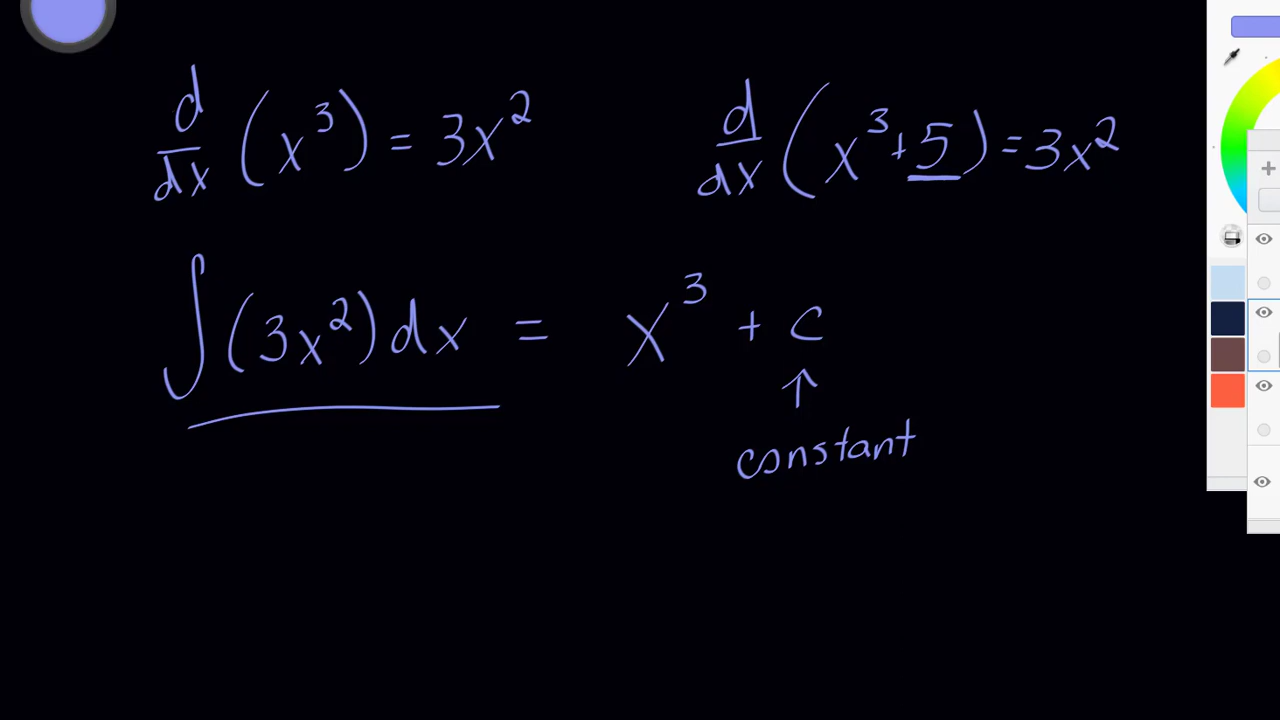 d/dx (x³) = 3x²
d/dx (x³+5) = 3x²
∫(3x²)dx = x³ + c
↑
constant